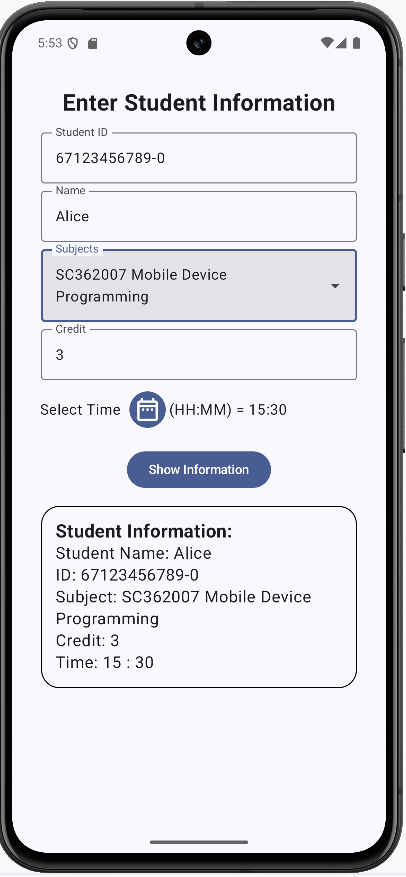 5:53
Enter Student Information
Student ID
67123456789-0
Name
Alice
Subjects
SC362007 Mobile Device
Programming
Credit
3
Select Time (HH:MM) = 15:30
Show Information
Student Information:
Student Name: Alice
ID: 67123456789-0
Subject: SC362007 Mobile Device
Programming
Credit: 3
Time: 15 : 30